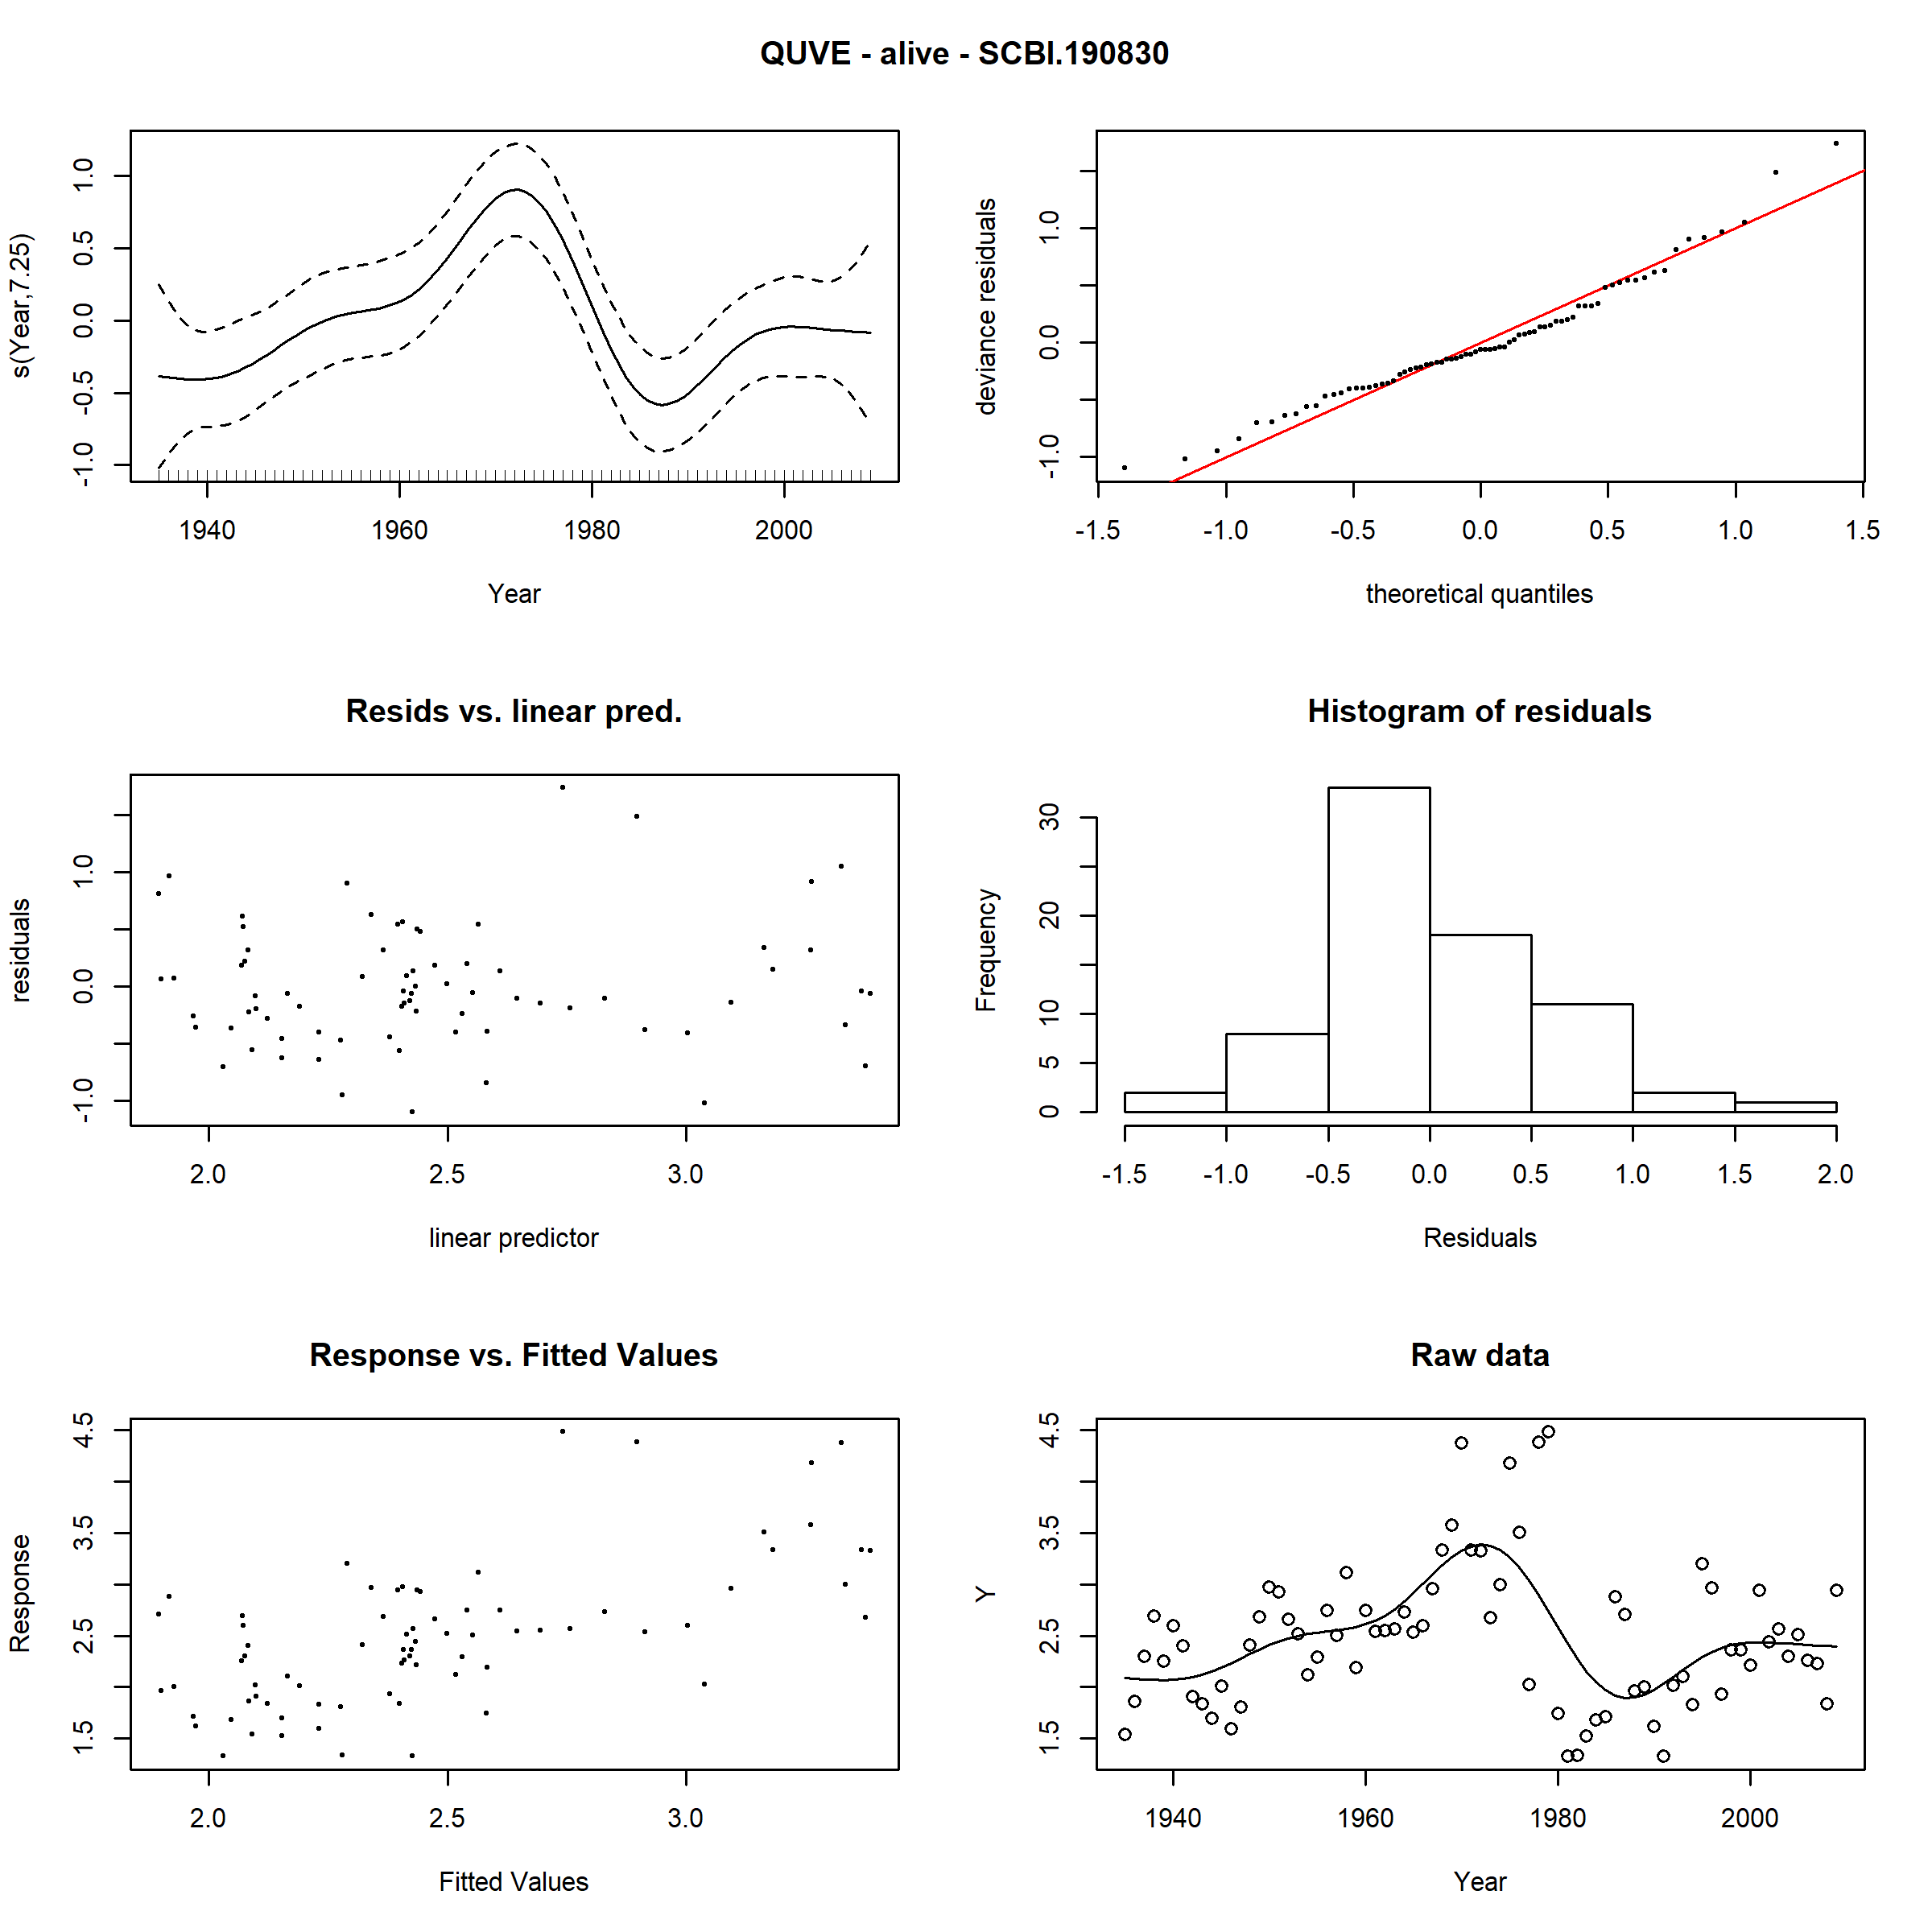 QUVE - alive - SCBI.190830
s(Year,7.25)
-1.0 -0.5 0.0 0.5 1.0
1940 1960 1980 2000
Year
deviance residuals
-1.0 0.0 1.0
-1.5 -1.0 -0.5 0.0 0.5 1.0 1.5
theoretical quantiles
Resids vs. linear pred.
residuals
-1.0 0.0 1.0
2.0 2.5 3.0
linear predictor
Histogram of residuals
Frequency
0 5 10 20 30
-1.5 -1.0 -0.5 0.0 0.5 1.0 1.5 2.0
Residuals
Response vs. Fitted Values
Response
1.5 2.5 3.5 4.5
2.0 2.5 3.0
Fitted Values
Raw data
Y
1.5 2.5 3.5 4.5
1940 1960 1980 2000
Year